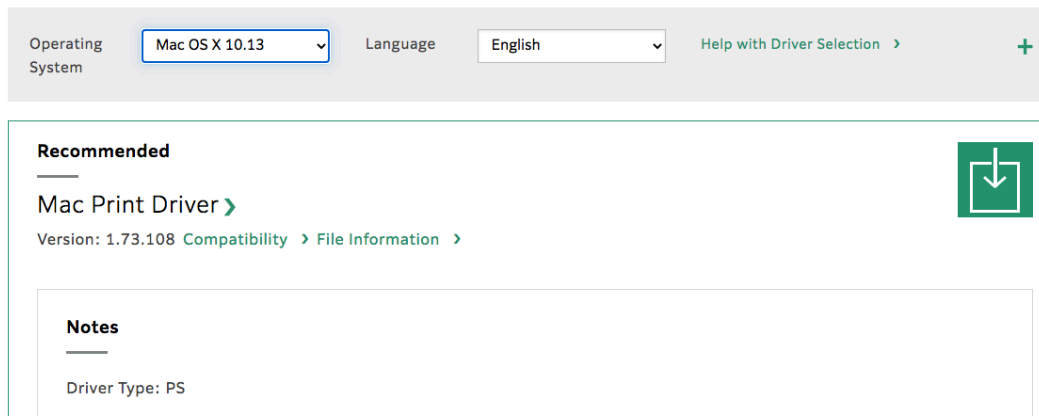 Operating System
Mac OS X 10.13
Language
English
Help with Driver Selection >
+
Recommended
Mac Print Driver >
Version: 1.73.108 Compatibility > File Information >
Notes
Driver Type: PS